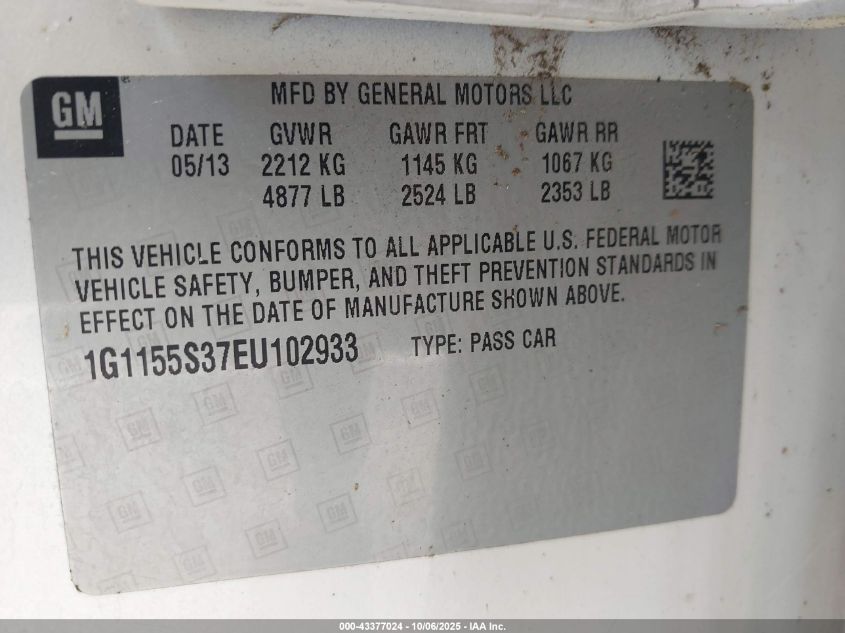 GM
MFD BY GENERAL MOTORS LLC
DATE GVWR GAWR FRT GAWR RR
05/13 2212 KG 1145 KG 1067 KG
4877 LB 2524 LB 2353 LB
THIS VEHICLE CONFORMS TO ALL APPLICABLE U.S. FEDERAL MOTOR
VEHICLE SAFETY, BUMPER, AND THEFT PREVENTION STANDARDS IN
EFFECT ON THE DATE OF MANUFACTURE SHOWN ABOVE.
1G1155S37EU102933 TYPE: PASS CAR
000-43377024 - 10/06/2025 - IAA Inc.